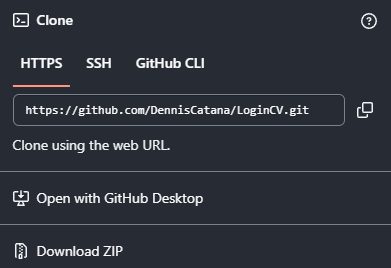 Clone
HTTPS SSH GitHub CLI
https://github.com/DennisCatana/LoginCV.git
Clone using the web URL.
Open with GitHub Desktop
Download ZIP